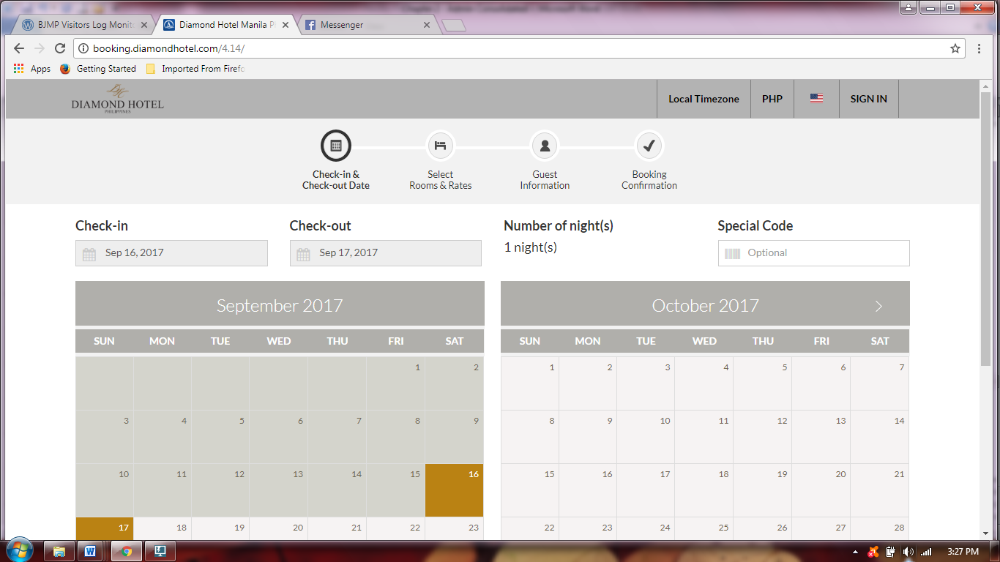 BJMP Visitors Log Monit
Diamond Hotel Manila P
Messenger
booking.diamondhotel.com/4.14/
Apps
Getting Started
Imported From Firef
DIAMOND HOTEL
PHILIPPINES
Local Timezone
PHP
SIGN IN
Check-in &
Check-out Date
Select
Rooms & Rates
Guest
Information
Booking
Confirmation
Check-in
Check-out
Number of night(s)
Special Code
Sep 16, 2017
Sep 17, 2017
1 night(s)
Optional
September 2017
SUN MON TUE WED THU FRI SAT
1 2
3 4 5 6 7 8 9
10 11 12 13 14 15 16
17 18 19 20 21 22 23
October 2017
SUN MON TUE WED THU FRI SAT
1 2 3 4 5 6 7
8 9 10 11 12 13 14
15 16 17 18 19 20 21
22 23 24 25 26 27 28
3:27 PM